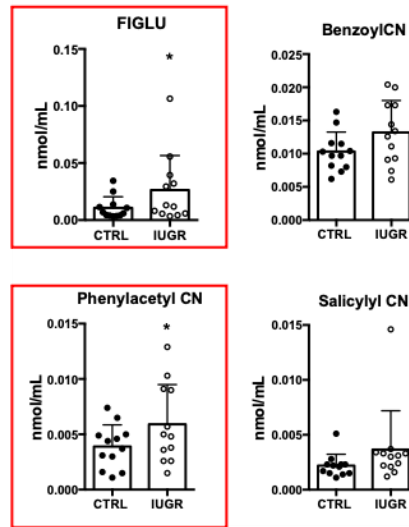 FIGLU
*
nmol/mL
0.15
0.10
0.05
0.00
CTRL IUGR
BenzoylCN
nmol/mL
0.025
0.020
0.015
0.010
0.005
0.000
CTRL IUGR
Phenylacetyl CN
*
nmol/mL
0.015
0.010
0.005
0.000
CTRL IUGR
Salicylyl CN
nmol/mL
0.015
0.010
0.005
0.000
CTRL IUGR